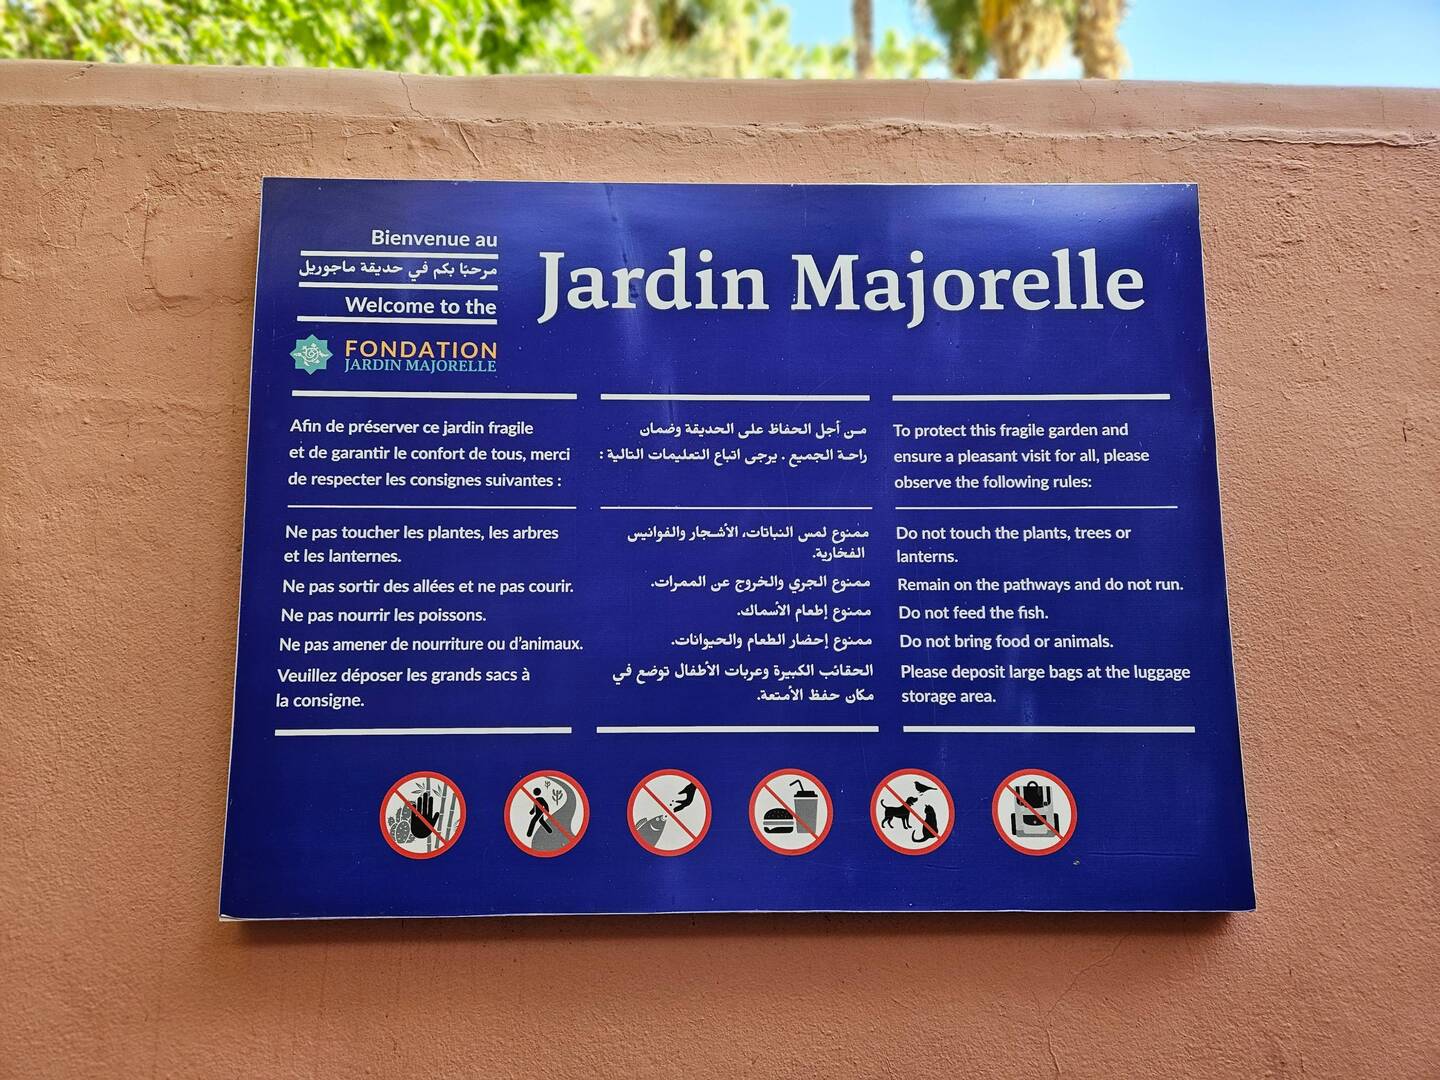 Bienvenue au
مرحبًا بكم في حديقة ماجوريل
Welcome to the
Jardin Majorelle
FONDATION
JARDIN MAJORELLE
Afin de préserver ce jardin fragile
et de garantir le confort de tous, merci
de respecter les consignes suivantes :
Ne pas toucher les plantes, les arbres
et les lanternes.
Ne pas sortir des allées et ne pas courir.
Ne pas nourrir les poissons.
Ne pas amener de nourriture ou d'animaux.
Veuillez déposer les grands sacs à
la consigne.
من أجل الحفاظ على الحديقة وضمان
راحة الجميع . يرجى اتباع التعليمات التالية :
ممنوع لمس النباتات، الأشجار والفوانيس
الفخارية.
ممنوع الجري والخروج عن الممرات.
ممنوع إطعام الأسماك.
ممنوع إحضار الطعام والحيوانات.
الحقائب الكبيرة وعربات الأطفال توضع في
مكان حفظ الأمتعة.
To protect this fragile garden and
ensure a pleasant visit for all, please
observe the following rules:
Do not touch the plants, trees or
lanterns.
Remain on the pathways and do not run.
Do not feed the fish.
Do not bring food or animals.
Please deposit large bags at the luggage
storage area.